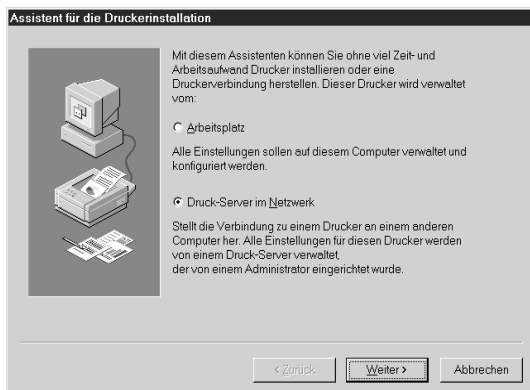 Assistent für die Druckerinstallation
Mit diesem Assistenten können Sie ohne viel Zeit- und
Arbeitsaufwand Drucker installieren oder eine
Druckerverbindung herstellen. Dieser Drucker wird verwaltet
vom:
Arbeitsplatz
Alle Einstellungen sollen auf diesem Computer verwaltet und
konfiguriert werden.
Druck-Server im Netzwerk
Stellt die Verbindung zu einem Drucker an einem anderen
Computer her. Alle Einstellungen für diesen Drucker werden
von einem Druck-Server verwaltet,
der von einem Administrator eingerichtet wurde.
< Zurück Weiter > Abbrechen